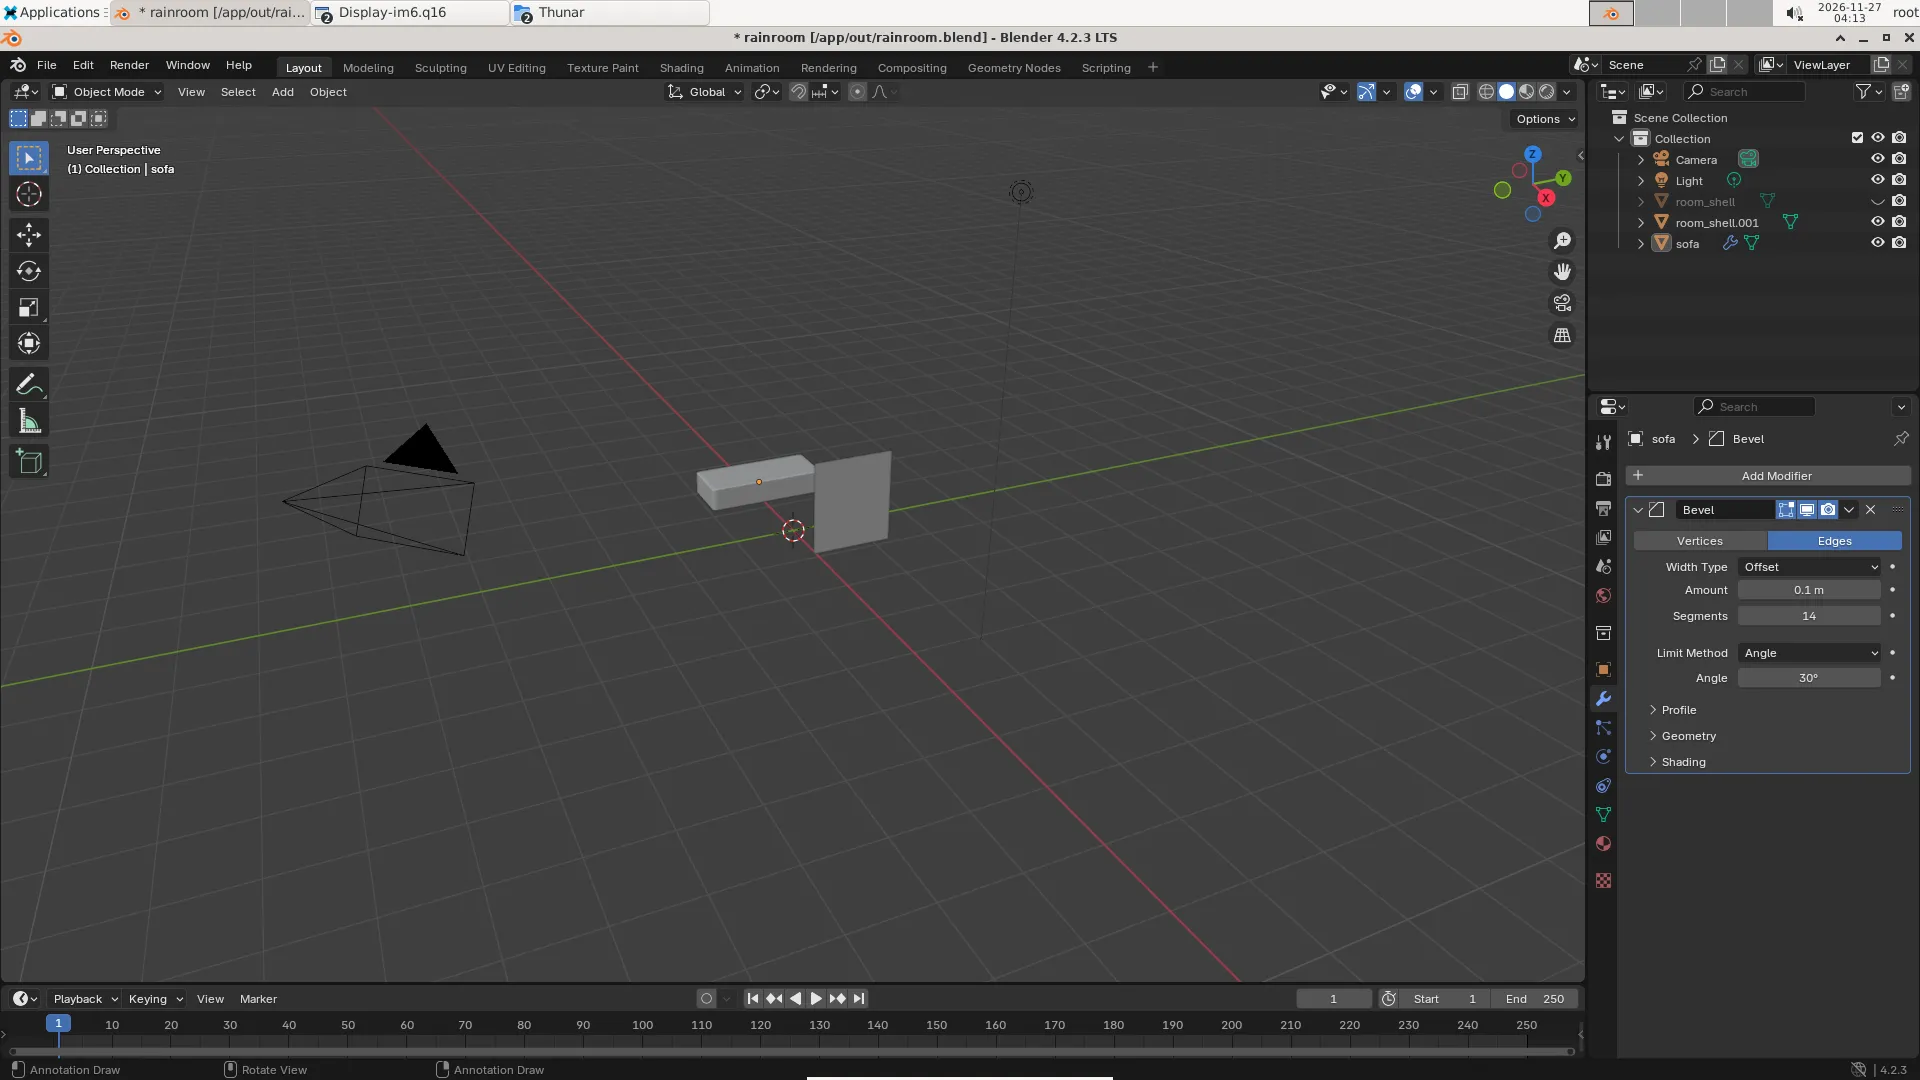 Applications
* rainroom [/app/out/rai...
Display-im6.q16
Thunar
2026-11-27
04:13
root
* rainroom [/app/out/rainroom.blend] - Blender 4.2.3 LTS
File Edit Render Window Help
Layout Modeling Sculpting UV Editing Texture Paint Shading Animation Rendering Compositing Geometry Nodes Scripting
Scene
ViewLayer
Object Mode View Select Add Object
Global
Search
Options
User Perspective
(1) Collection | sofa
Z
Y
X
Scene Collection
Collection
Camera
Light
room_shell
room_shell.001
sofa
Search
sofa > Bevel
Add Modifier
Bevel
Vertices Edges
Width Type Offset
Amount 0.1 m
Segments 14
Limit Method Angle
Angle 30°
Profile
Geometry
Shading
Playback Keying View Marker
1
Start 1
End 250
1 10 20 30 40 50 60 70 80 90 100 110 120 130 140 150 160 170 180 190 200 210 220 230 240 250
Annotation Draw
Rotate View
Annotation Draw
4.2.3